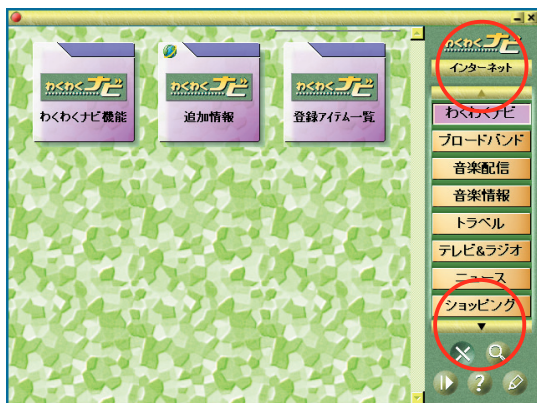 わくわくナビ
わくわくナビ機能
わくわくナビ
追加情報
わくわくナビ
登録アイテム一覧
わくわくナビ
インターネット
わくわくナビ
ブロードバンド
音楽配信
音楽情報
トラベル
テレビ&ラジオ
ニュース
ショッピング
?